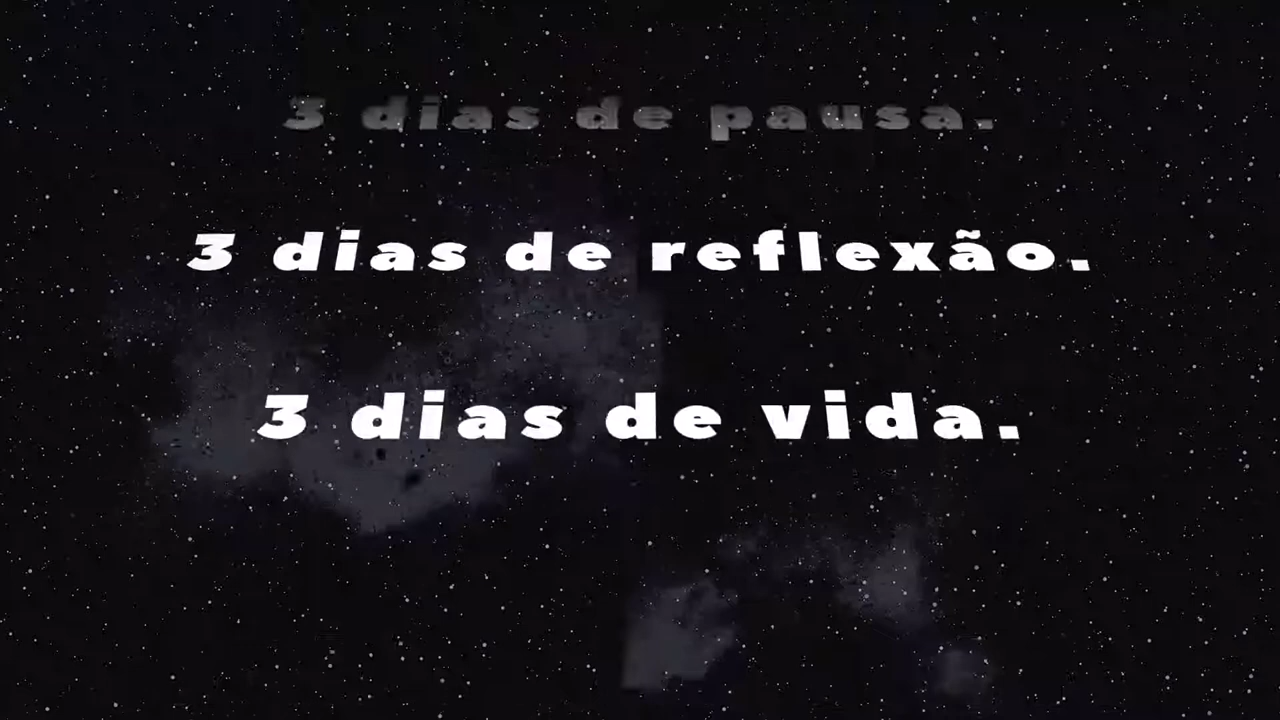 3 dias de pausa.
3 dias de reflexão.
3 dias de vida.